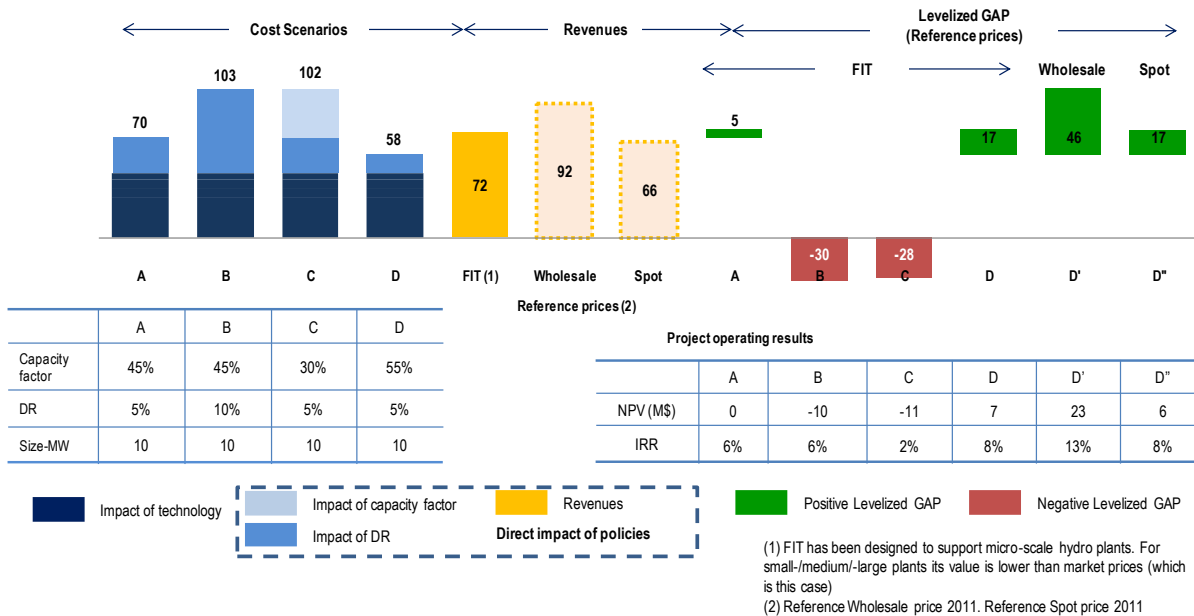 Cost Scenarios
Revenues
Levelized GAP
(Reference prices)
FIT
Wholesale
Spot
70
103
102
58
72
92
66
5
-30
-28
17
46
17
A
B
C
D
FIT (1)
Wholesale
Spot
A
B
C
D
D'
D"
Reference prices (2)
A B C D
Capacity
factor 45% 45% 30% 55%
DR 5% 10% 5% 5%
Size-MW 10 10 10 10
Project operating results
A B C D D’ D”
NPV (M$) 0 -10 -11 7 23 6
IRR 6% 6% 2% 8% 13% 8%
Impact of technology
Impact of capacity factor
Impact of DR
Revenues
Direct impact of policies
Positive Levelized GAP
Negative Levelized GAP
(1) FIT has been designed to support micro-scale hydro plants. For
small-/medium/-large plants its value is lower than market prices (which
is this case)
(2) Reference Wholesale price 2011. Reference Spot price 2011